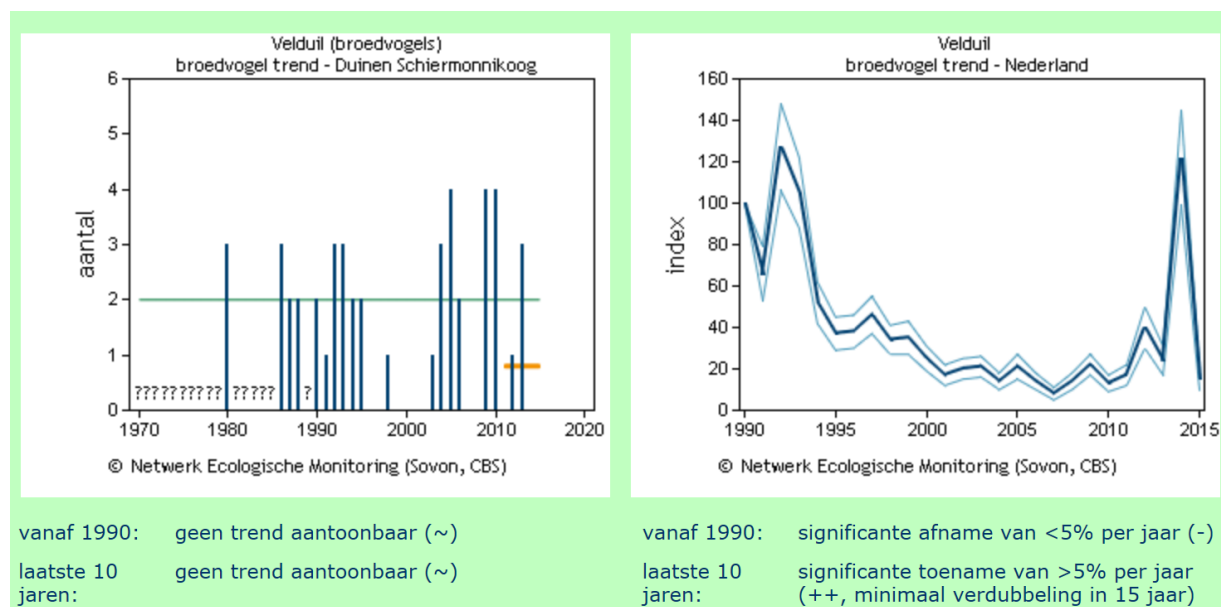 Velduil (broedvogels)
broedvogel trend - Duinen Schiermonnikoog
6
5
4
3
2
1
0
aantal
?????????? ????? ?
1970 1980 1990 2000 2010 2020
© Netwerk Ecologische Monitoring (Sovon, CBS)
Velduil
broedvogel trend - Nederland
160
140
120
100
80
60
40
20
0
index
1990 1995 2000 2005 2010 2015
© Netwerk Ecologische Monitoring (Sovon, CBS)
vanaf 1990: geen trend aantoonbaar (~)
laatste 10 geen trend aantoonbaar (~)
jaren:
vanaf 1990: significante afname van <5% per jaar (-)
laatste 10 significante toename van >5% per jaar
jaren: (++, minimaal verdubbeling in 15 jaar)